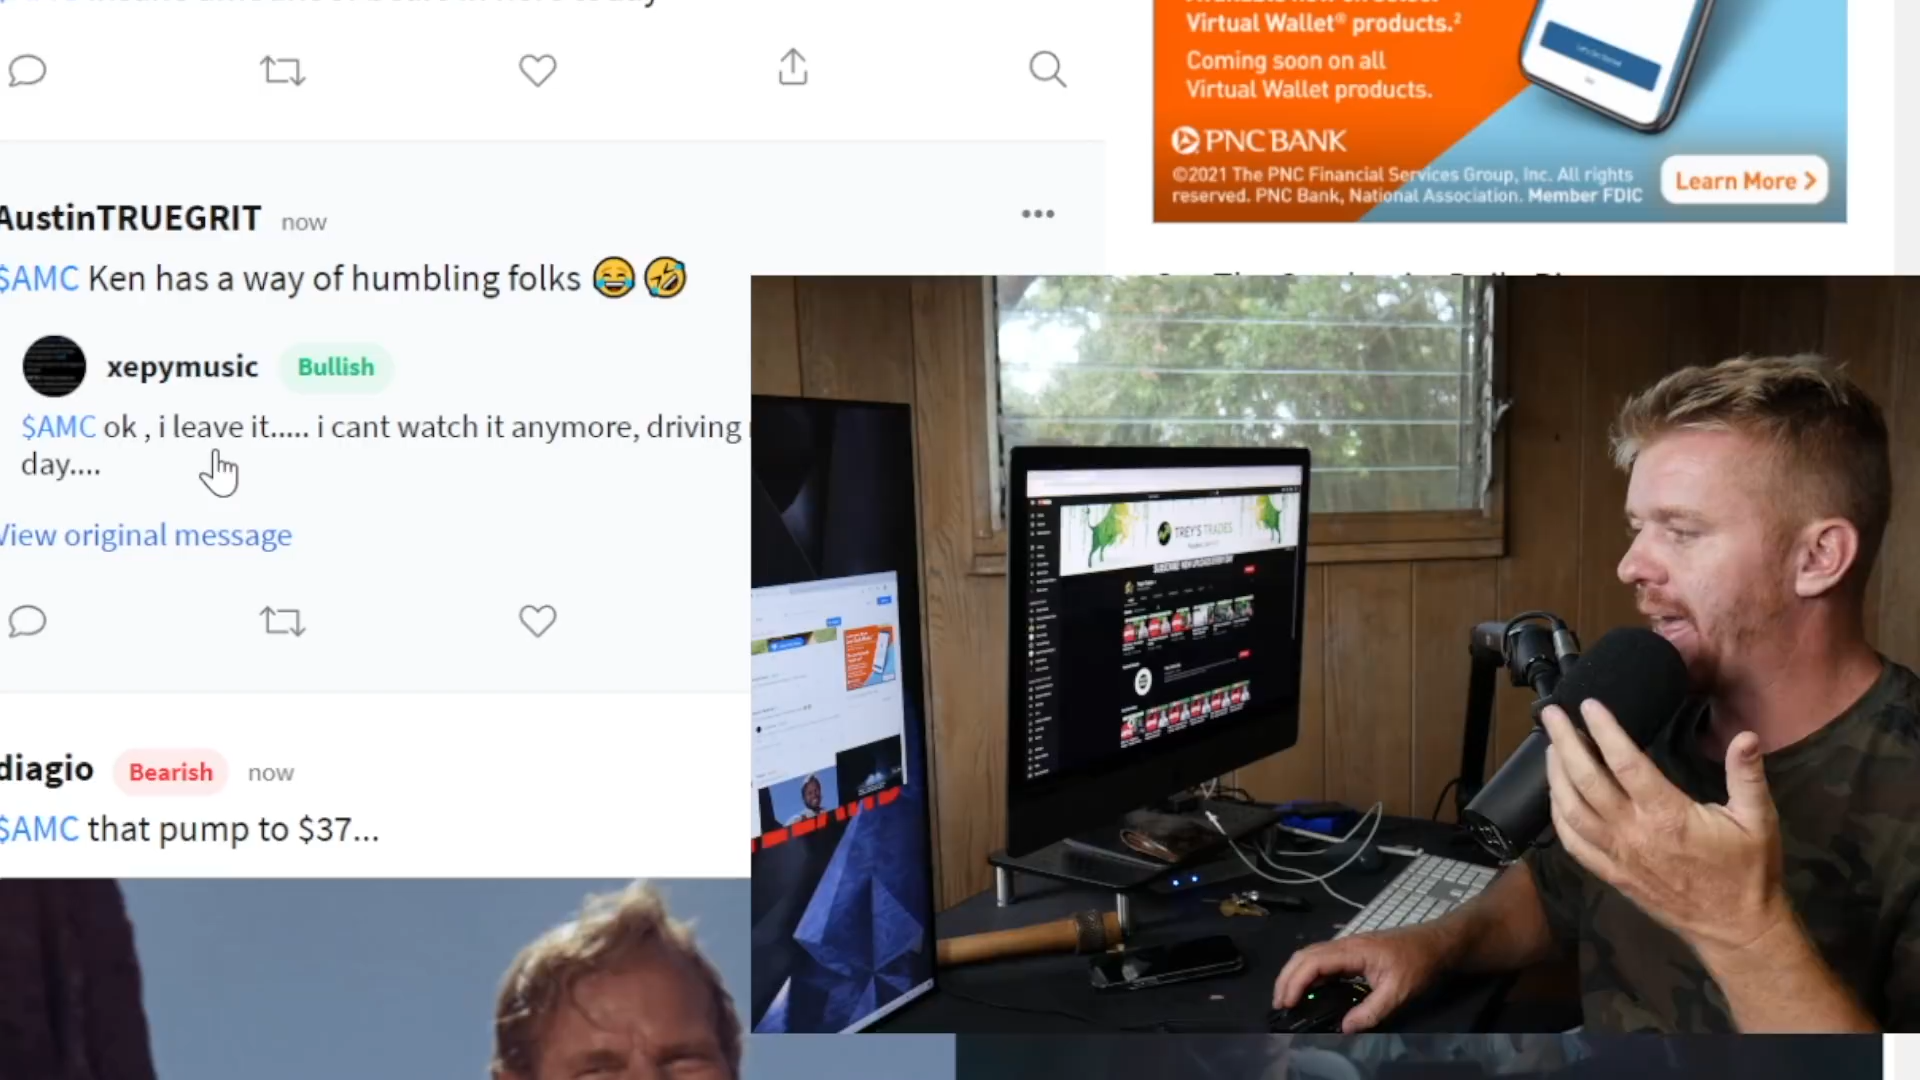 Virtual Wallet® products.²
Coming soon on all
Virtual Wallet products.
PNC BANK
©2021 The PNC Financial Services Group, Inc. All rights
reserved. PNC Bank, National Association. Member FDIC
Learn More >
AustinTRUEGRIT now
$AMC Ken has a way of humbling folks 😂 🤣
xepymusic Bullish
$AMC ok , i leave it..... i cant watch it anymore, driving
day....
View original message
diagio Bearish now
$AMC that pump to $37...
TREY'S TRADES